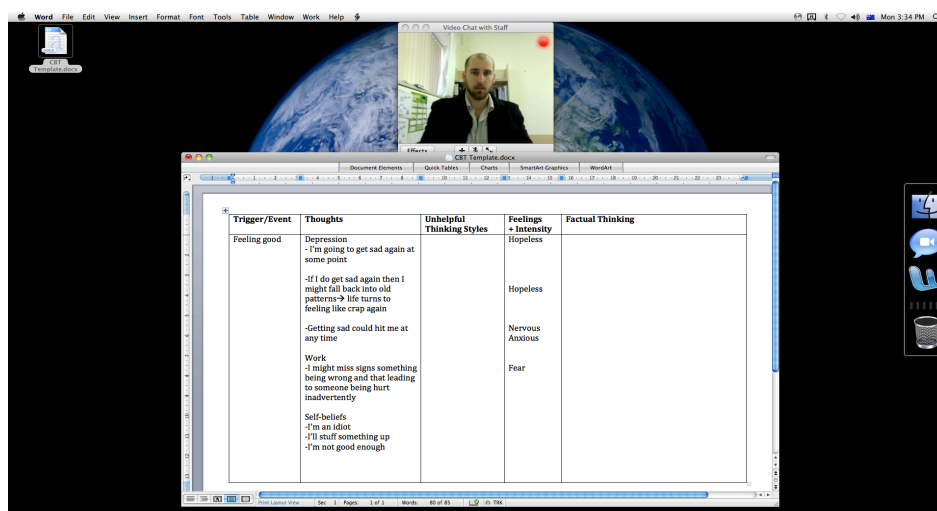 Word File Edit View Insert Format Font Tools Table Window Work Help
Mon 3:34 PM
CBT
Template.docx
Video Chat with Staff
Effects
CBT Template.docx
Document Elements Quick Tables Charts SmartArt Graphics WordArt
Trigger/Event Thoughts Unhelpful Thinking Styles Feelings + Intensity Factual Thinking
Feeling good Depression Hopeless
- I'm going to get sad again at
some point
-If I do get sad again then I
might fall back into old Hopeless
patterns→ life turns to
feeling like crap again
-Getting sad could hit me at Nervous
any time Anxious
Work
-I might miss signs something Fear
being wrong and that leading
to someone being hurt
inadvertently
Self-beliefs
-I'm an idiot
-I'll stuff something up
-I'm not good enough
Print Layout View Sec 1 Pages: 1 of 1 Words: 80 of 85 TRK